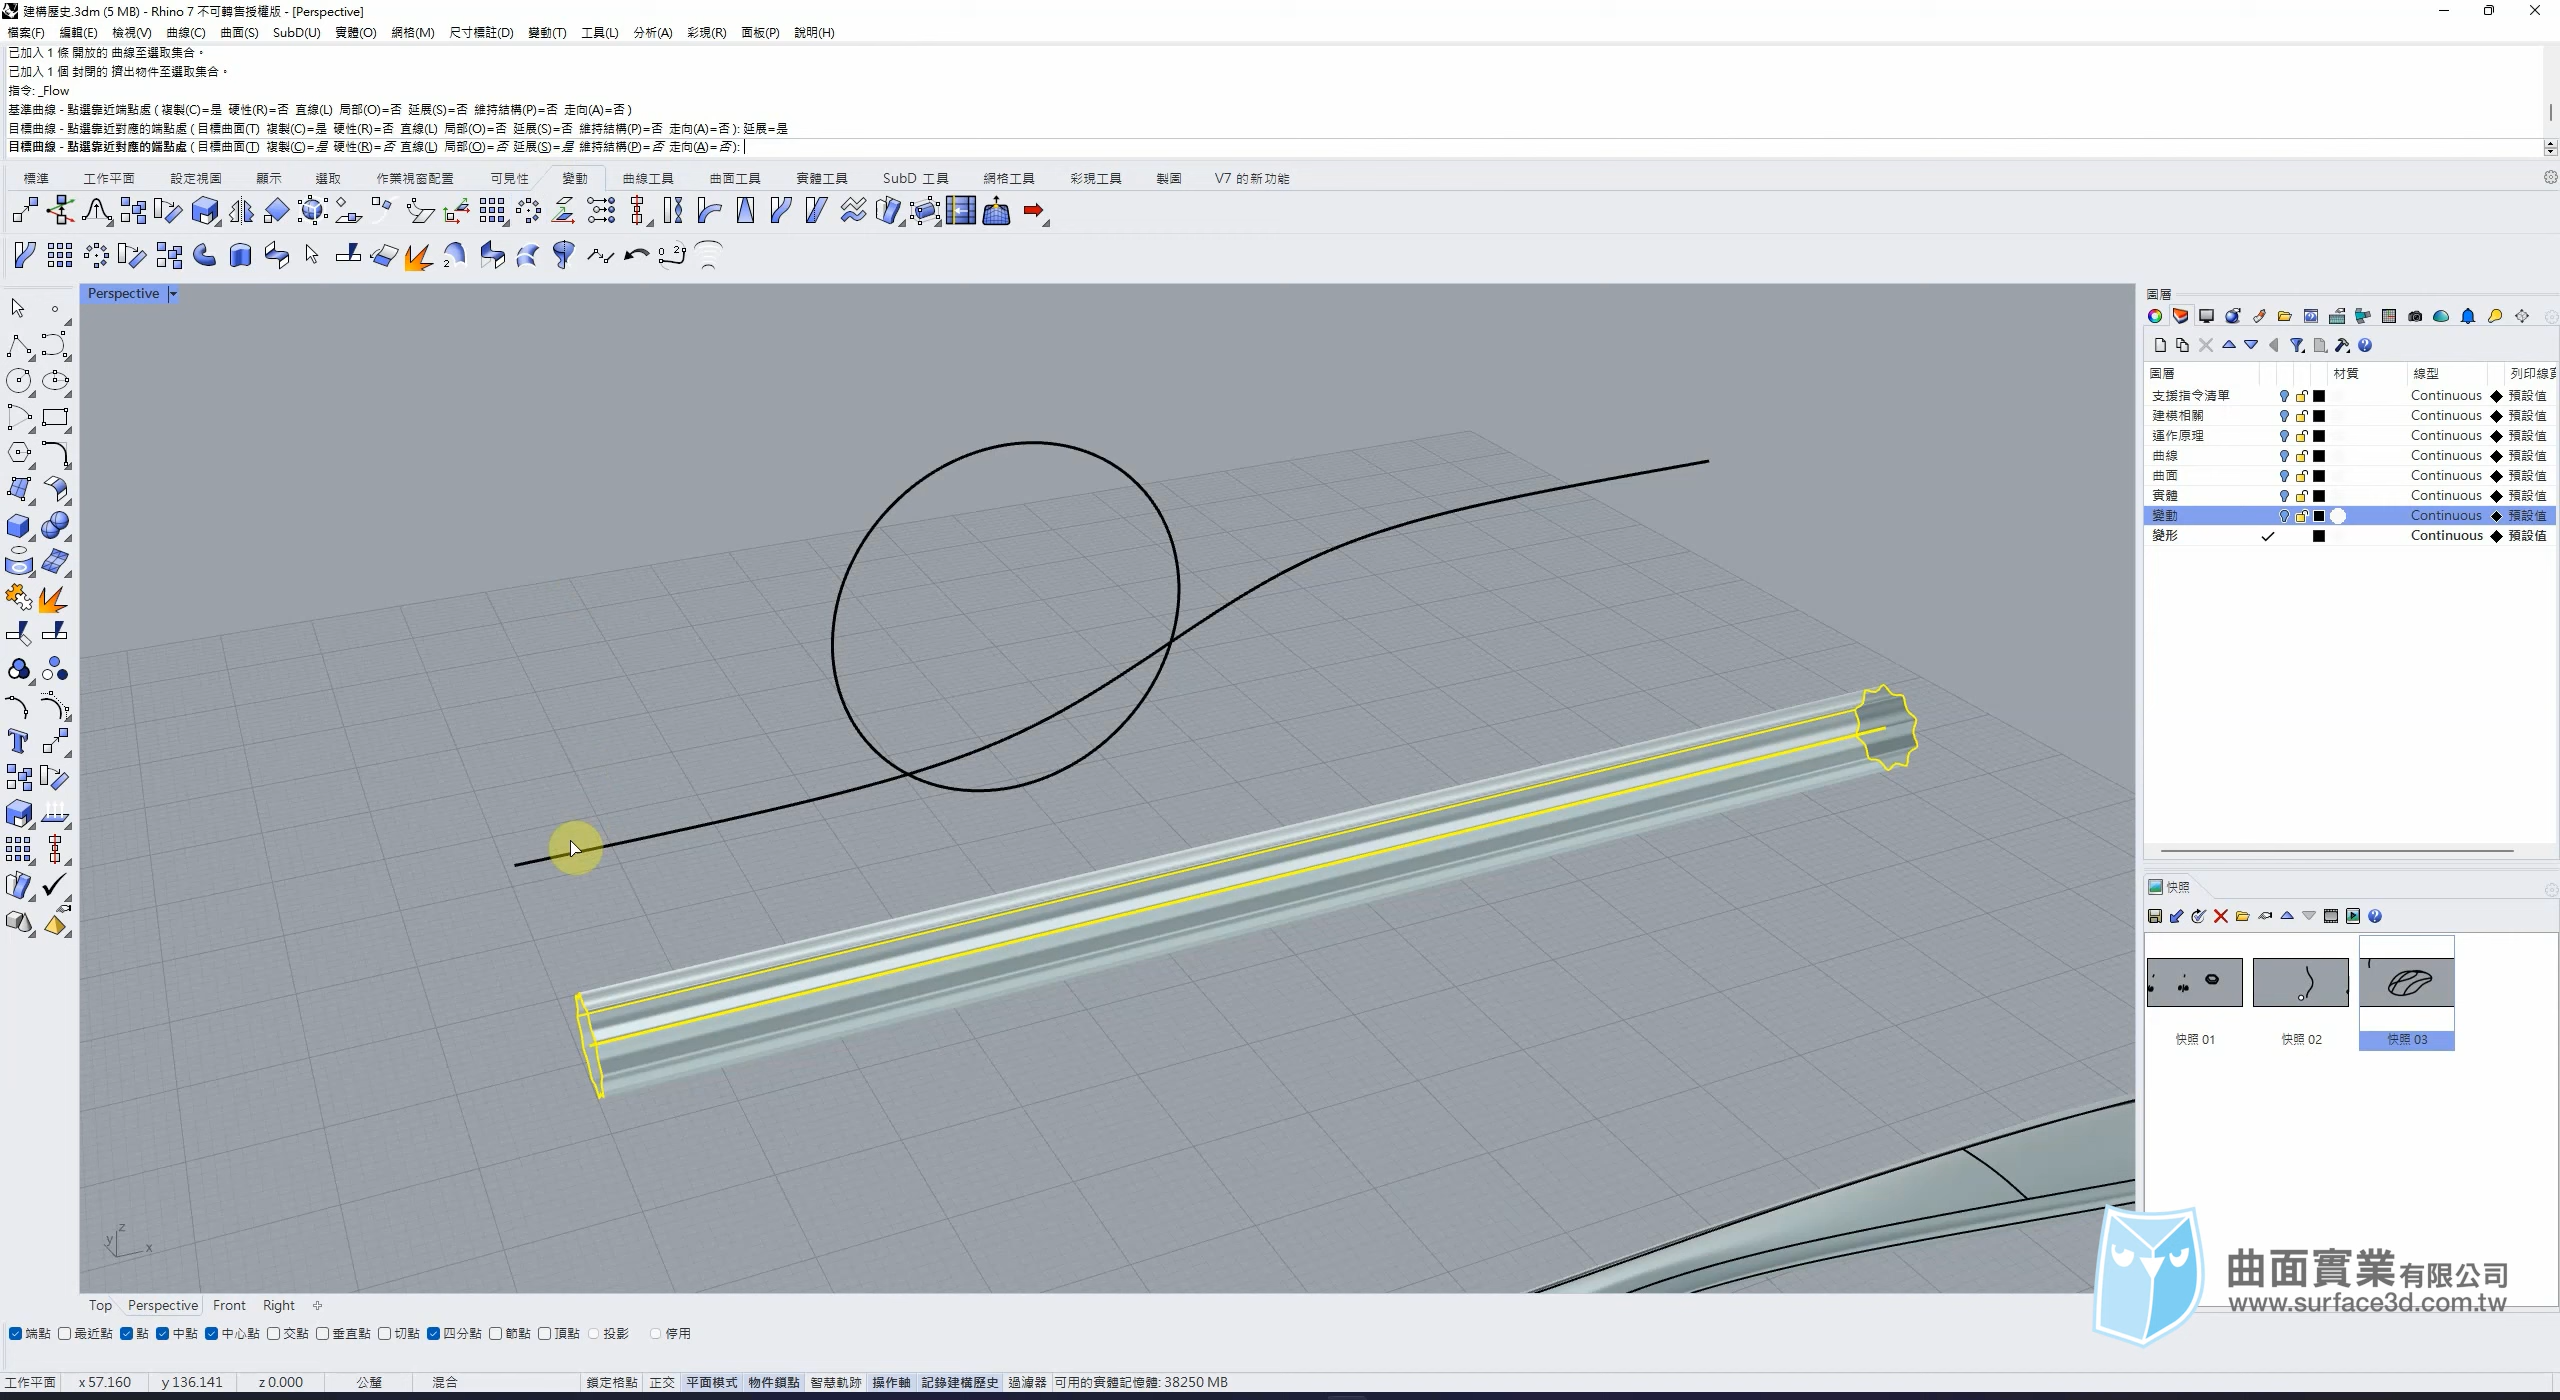 建構歷史.3dm (5 MB) - Rhino 7 不可轉售授權版 - [Perspective]
檔案(F) 編輯(E) 檢視(V) 曲線(C) 曲面(S) SubD(U) 實體(O) 網格(M) 尺寸標註(D) 變動(T) 工具(L) 分析(A) 彩現(R) 面板(P) 說明(H)
已加入 1 條 開放的 曲線至選取集合。
已加入 1 個 封閉的 擠出物件至選取集合。
指令: _Flow
基準曲線 - 點選靠近端點處 ( 複製(C)=是 硬性(R)=否 直線(L) 局部(O)=否 延展(S)=否 維持結構(P)=否 走向(A)=否 )
目標曲線 - 點選靠近對應的端點處 ( 目標曲面(T) 複製(C)=是 硬性(R)=否 直線(L) 局部(O)=否 延展(S)=否 維持結構(P)=否 走向(A)=否 ): 延展=是
目標曲線 - 點選靠近對應的端點處 ( 目標曲面(T) 複製(C)=是 硬性(R)=否 直線(L) 局部(O)=否 延展(S)=是 維持結構(P)=否 走向(A)=否 ):
標準 工作平面 設定視圖 顯示 選取 作業視窗配置 可見性 變動 曲線工具 曲面工具 實體工具 SubD 工具 網格工具 彩現工具 製圖 V7 的新功能
Perspective
圖層
圖層 材質 線型 列印線寬
支援指令清單 Continuous 預設值
建模相關 Continuous 預設值
運作原理 Continuous 預設值
曲線 Continuous 預設值
曲面 Continuous 預設值
實體 Continuous 預設值
變動 Continuous 預設值
變形 Continuous 預設值
快照
快照 01 快照 02 快照 03
z
y
x
曲面實業有限公司
www.surface3d.com.tw
Top Perspective Front Right
端點 最近點 點 中點 中心點 交點 垂直點 切點 四分點 節點 頂點 投影 停用
工作平面 x 57.160 y 136.141 z 0.000 公釐 混合 鎖定格點 正交 平面模式 物件鎖點 智慧軌跡 操作軸 記錄建構歷史 過濾器 可用的實體記憶體: 38250 MB